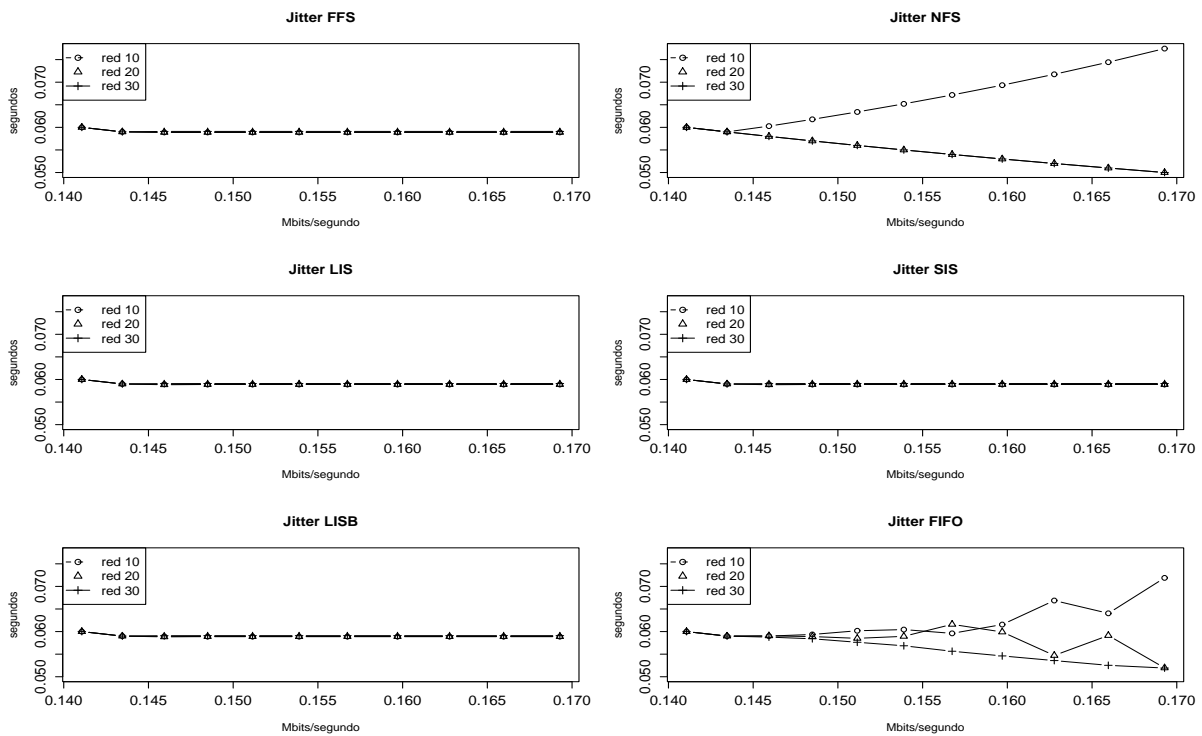 Jitter FFS
red 10
red 20
red 30
segundos
0.050 0.060 0.070
0.140 0.145 0.150 0.155 0.160 0.165 0.170
Mbits/segundo
Jitter NFS
red 10
red 20
red 30
segundos
0.050 0.060 0.070
0.140 0.145 0.150 0.155 0.160 0.165 0.170
Mbits/segundo
Jitter LIS
red 10
red 20
red 30
segundos
0.050 0.060 0.070
0.140 0.145 0.150 0.155 0.160 0.165 0.170
Mbits/segundo
Jitter SIS
red 10
red 20
red 30
segundos
0.050 0.060 0.070
0.140 0.145 0.150 0.155 0.160 0.165 0.170
Mbits/segundo
Jitter LISB
red 10
red 20
red 30
segundos
0.050 0.060 0.070
0.140 0.145 0.150 0.155 0.160 0.165 0.170
Mbits/segundo
Jitter FIFO
red 10
red 20
red 30
segundos
0.050 0.060 0.070
0.140 0.145 0.150 0.155 0.160 0.165 0.170
Mbits/segundo